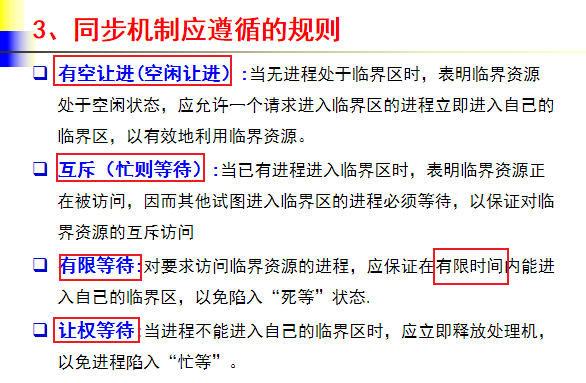 3、同步机制应遵循的规则
有空让进(空闲让进）:当无进程处于临界区时，表明临界资源
处于空闲状态，应允许一个请求进入临界区的进程立即进入自己的
临界区，以有效地利用临界资源。
互斥（忙则等待）:当已有进程进入临界区时，表明临界资源正
在被访问，因而其他试图进入临界区的进程必须等待，以保证对临
界资源的互斥访问
有限等待:对要求访问临界资源的进程，应保证在有限时间内能进
入自己的临界区，以免陷入“死等”状态.
让权等待:当进程不能进入自己的临界区时，应立即释放处理机，
以免进程陷入“忙等”。